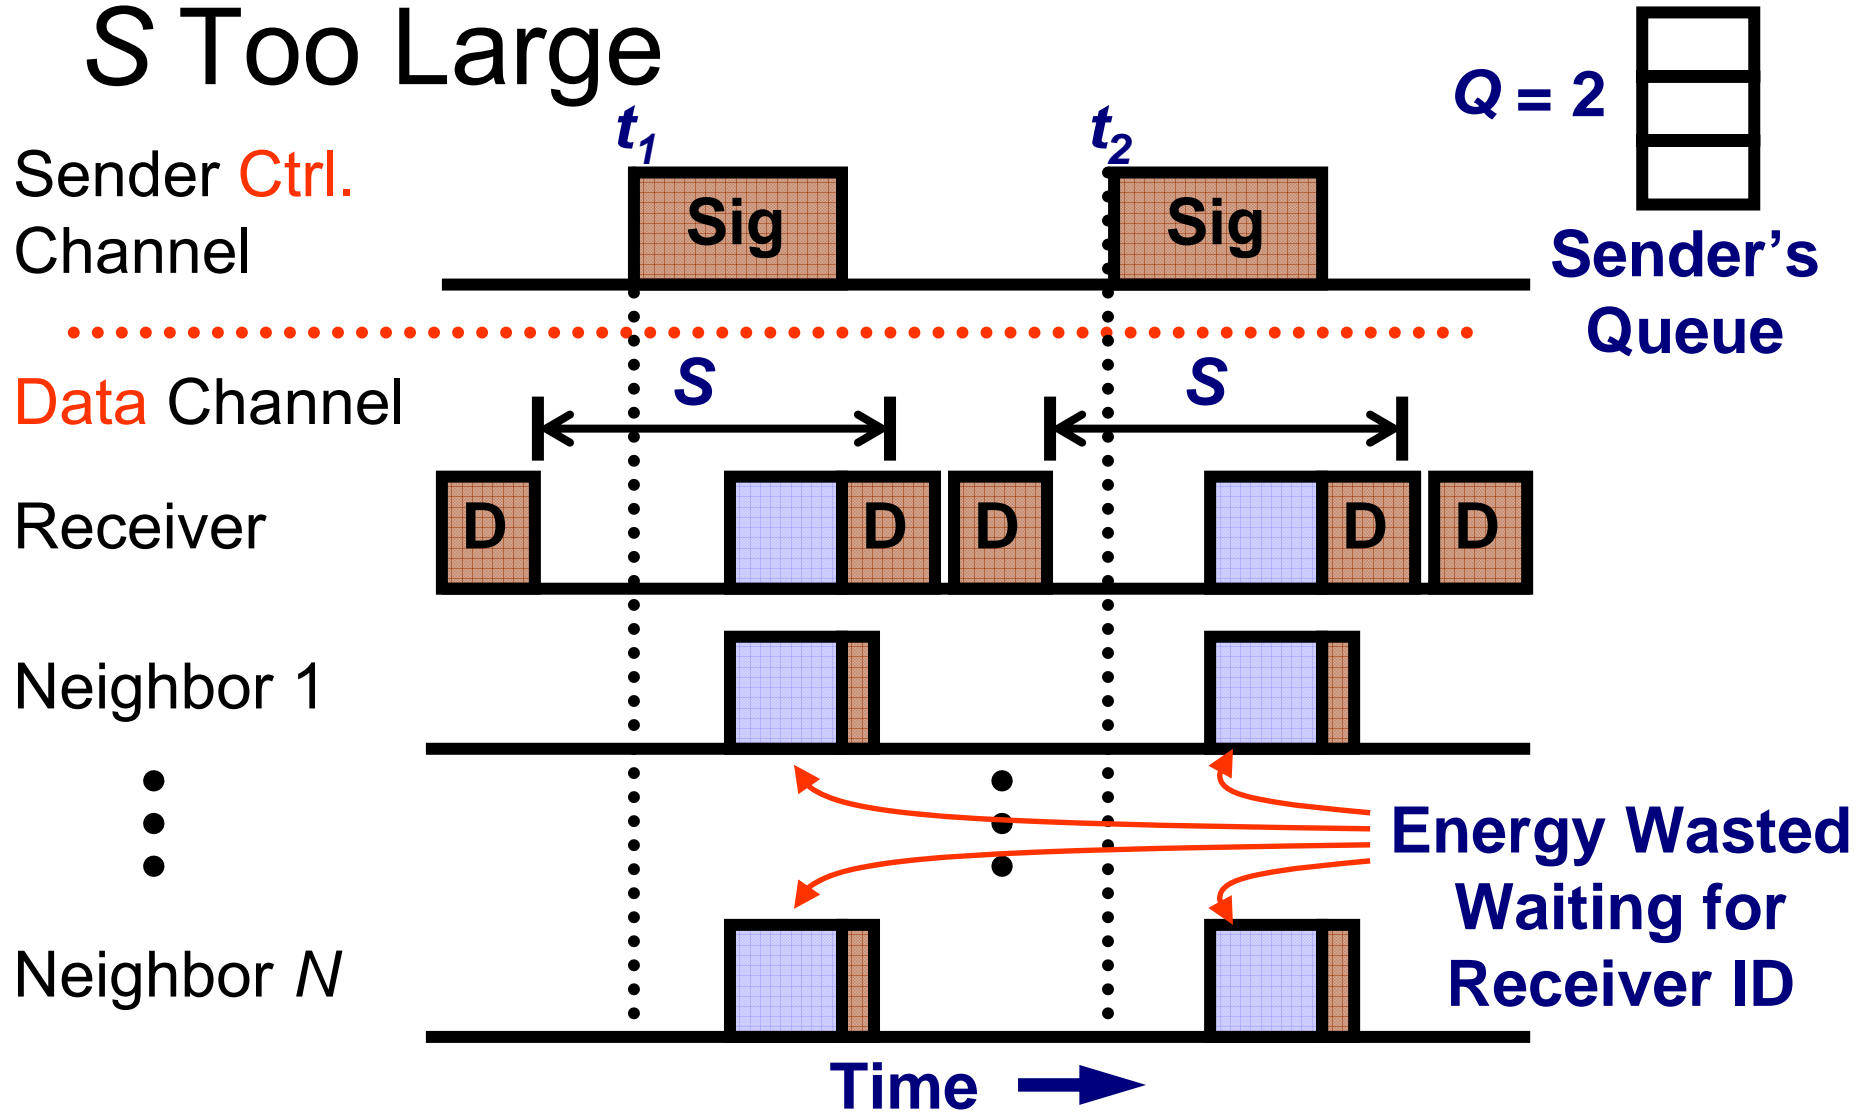 S Too Large
Q = 2
Sender's
Queue
t1
t2
Sender Ctrl.
Channel
Sig
Sig
Data Channel
S
S
Receiver
D
D
D
D
D
Neighbor 1
Neighbor N
Energy Wasted
Waiting for
Receiver ID
Time